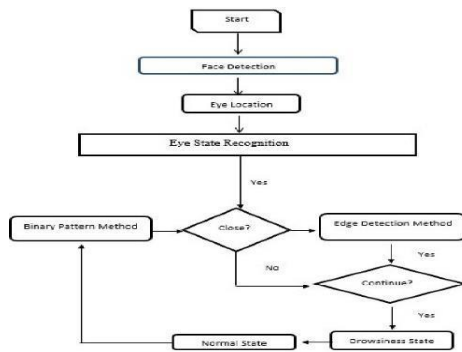 Start
Face Detection
Eye Location
Eye State Recognition
Yes
Binary Pattern Method
Close?
Edge Detection Method
Yes
No
Continue?
Yes
Normal State
Drowsiness State